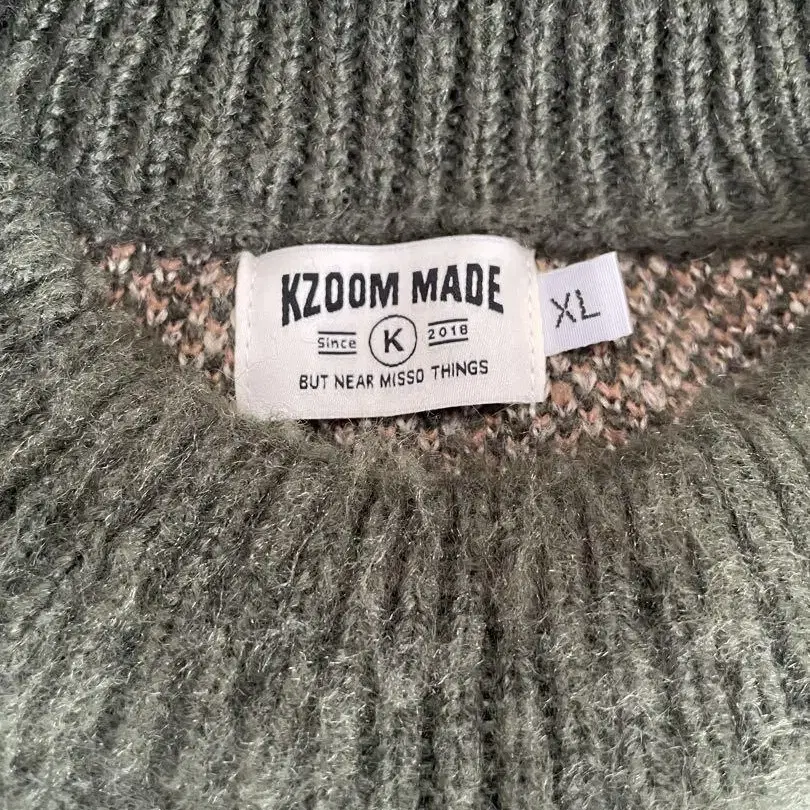 KZOOM MADE
Since K 2018
BUT NEAR MISSO THINGS
XL